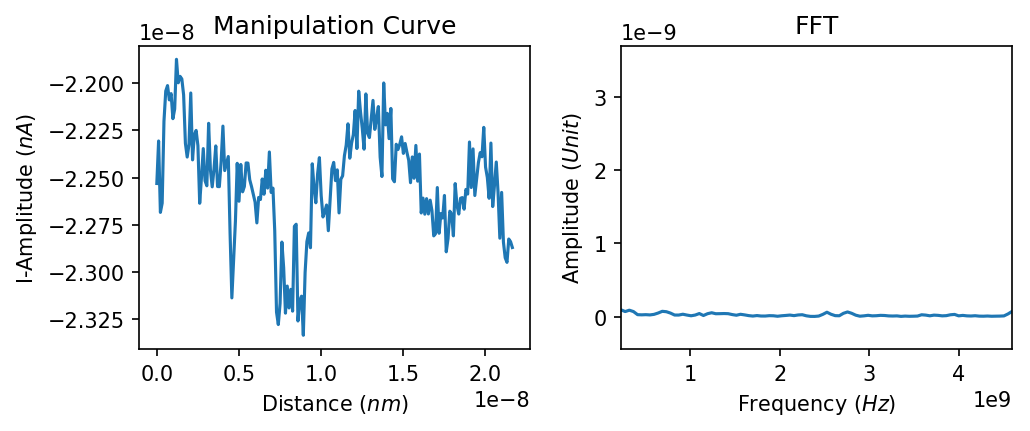 Manipulation Curve
1e−8
−2.200
−2.225
−2.250
−2.275
−2.300
−2.325
I-Amplitude (nA)
0.0 0.5 1.0 1.5 2.0
Distance (nm)
1e−8
FFT
1e−9
3
2
1
0
Amplitude (Unit)
1 2 3 4
Frequency (Hz)
1e9